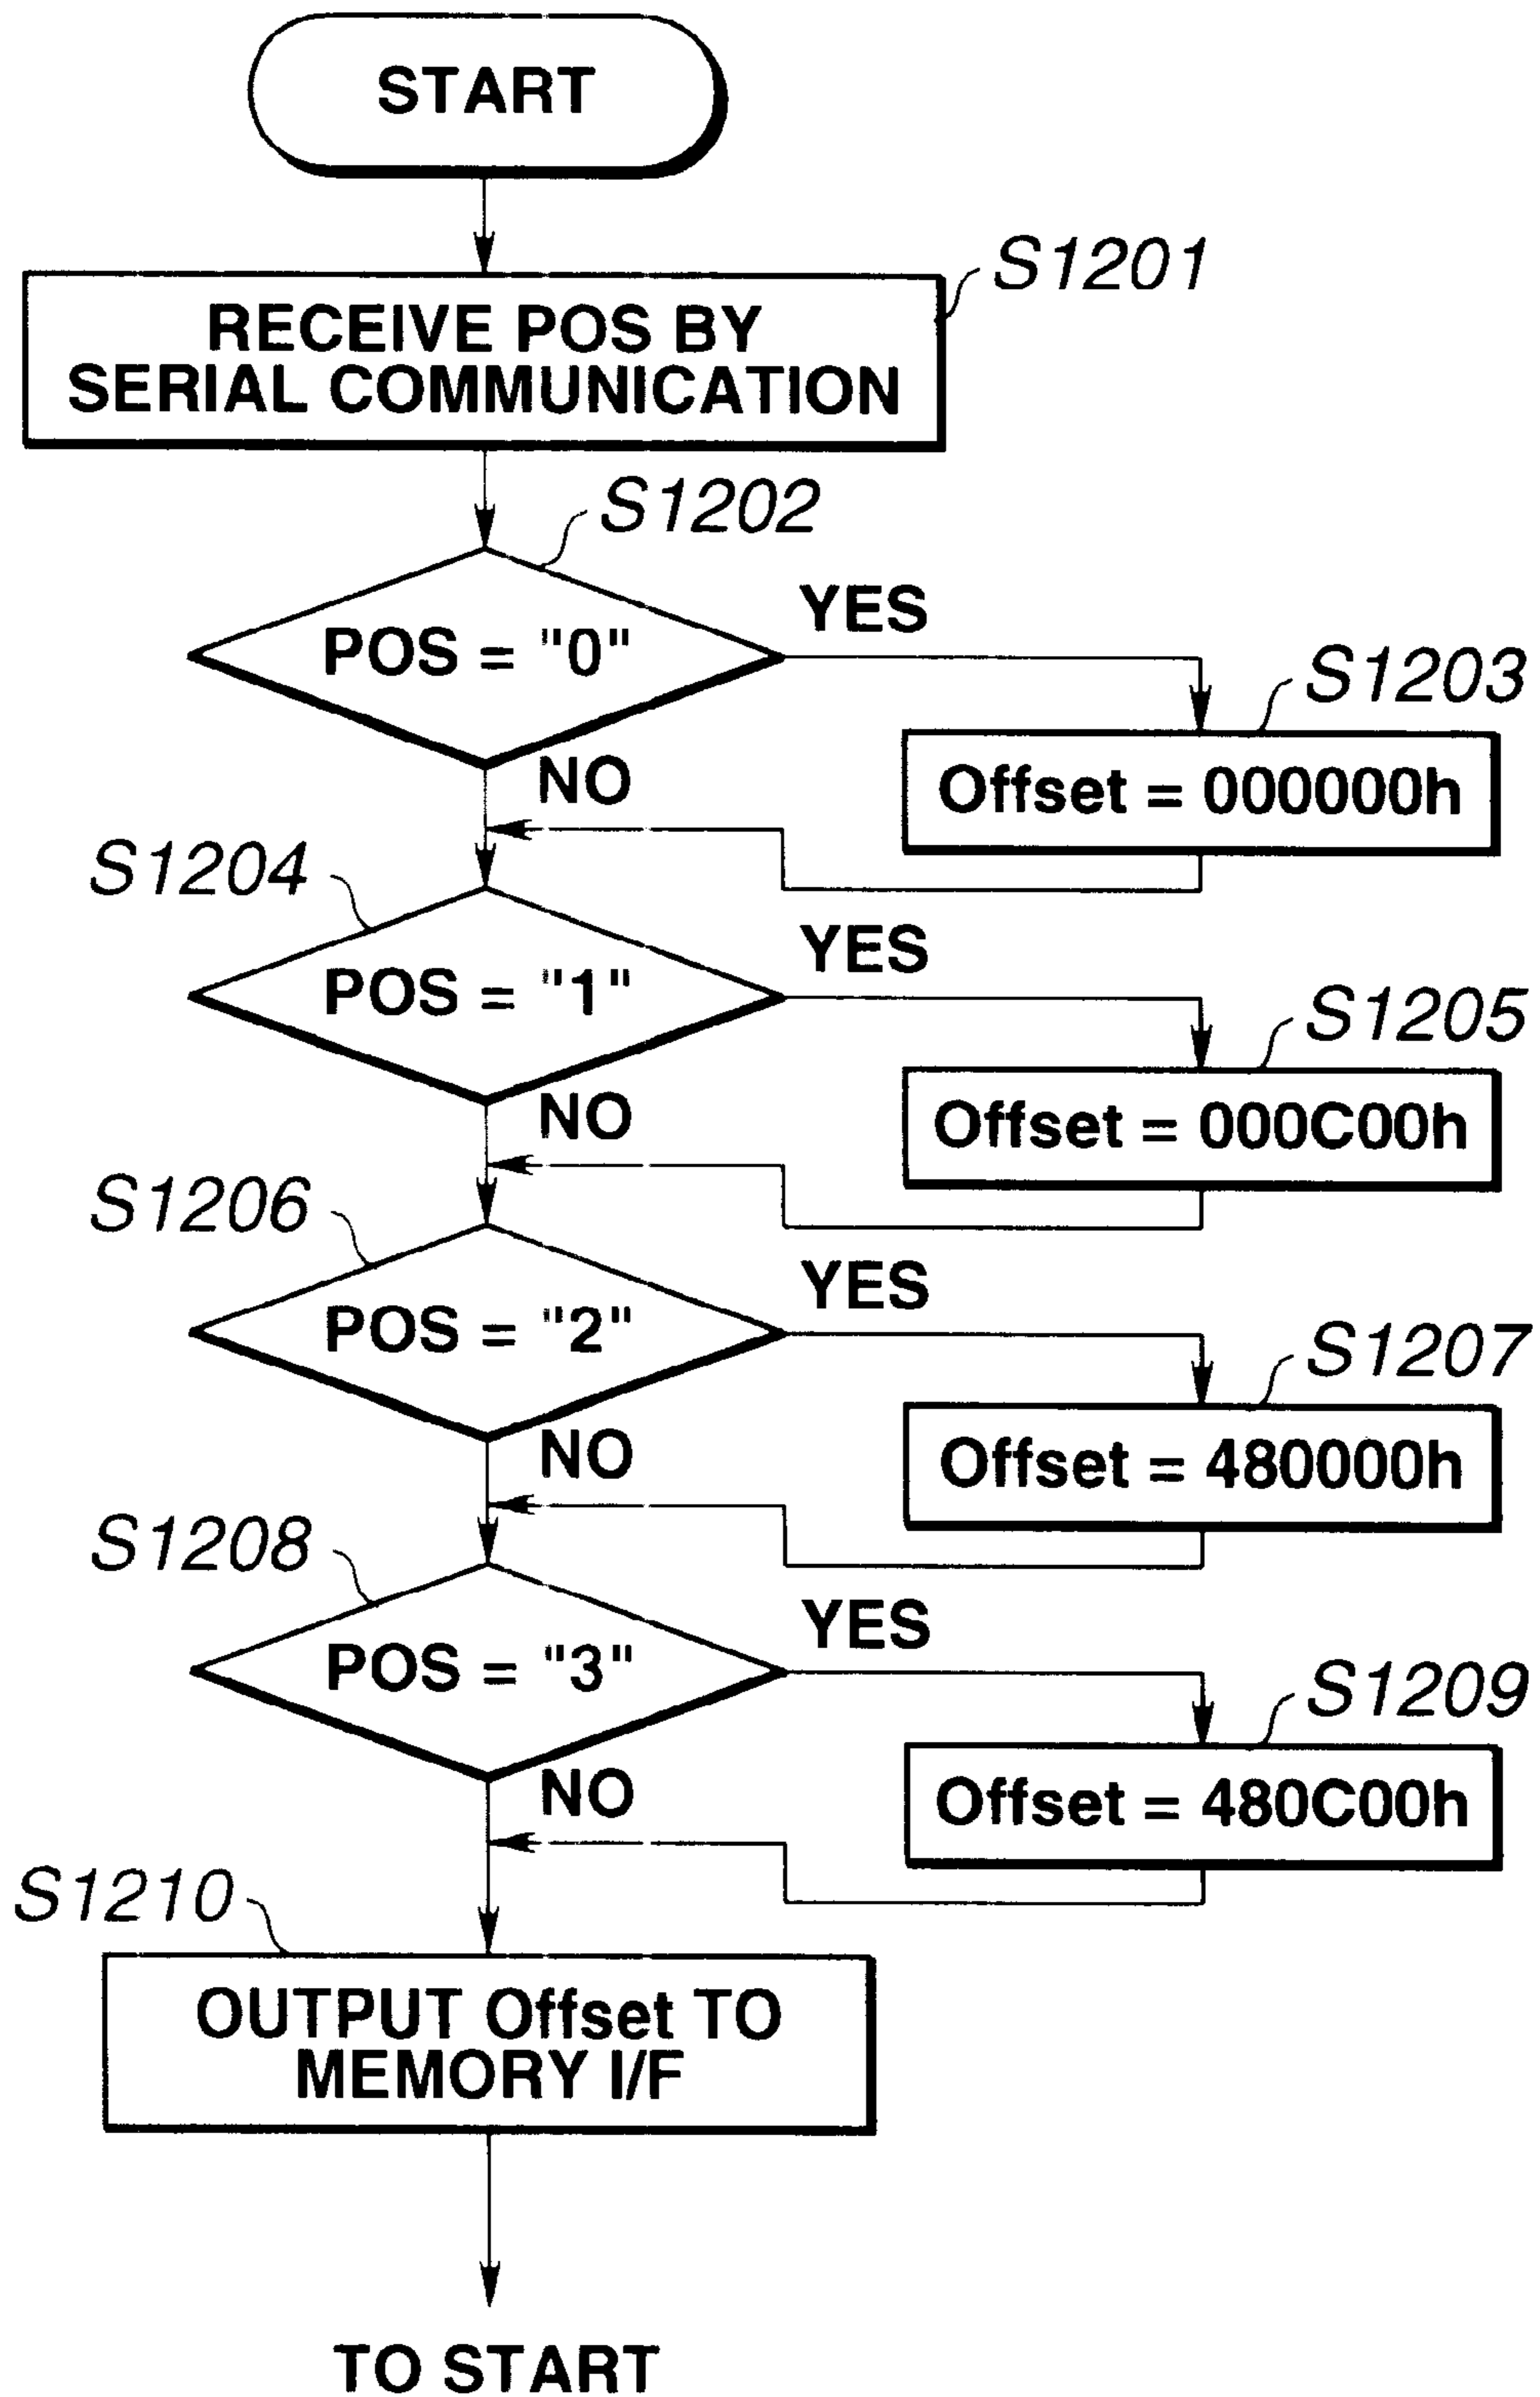 START
S1201
RECEIVE POS BY
SERIAL COMMUNICATION
S1202
POS = "0"
YES
S1203
Offset = 000000h
NO
S1204
POS = "1"
YES
S1205
Offset = 000C00h
NO
S1206
POS = "2"
YES
S1207
Offset = 480000h
NO
S1208
POS = "3"
YES
S1209
Offset = 480C00h
NO
S1210
OUTPUT Offset TO
MEMORY I/F
TO START